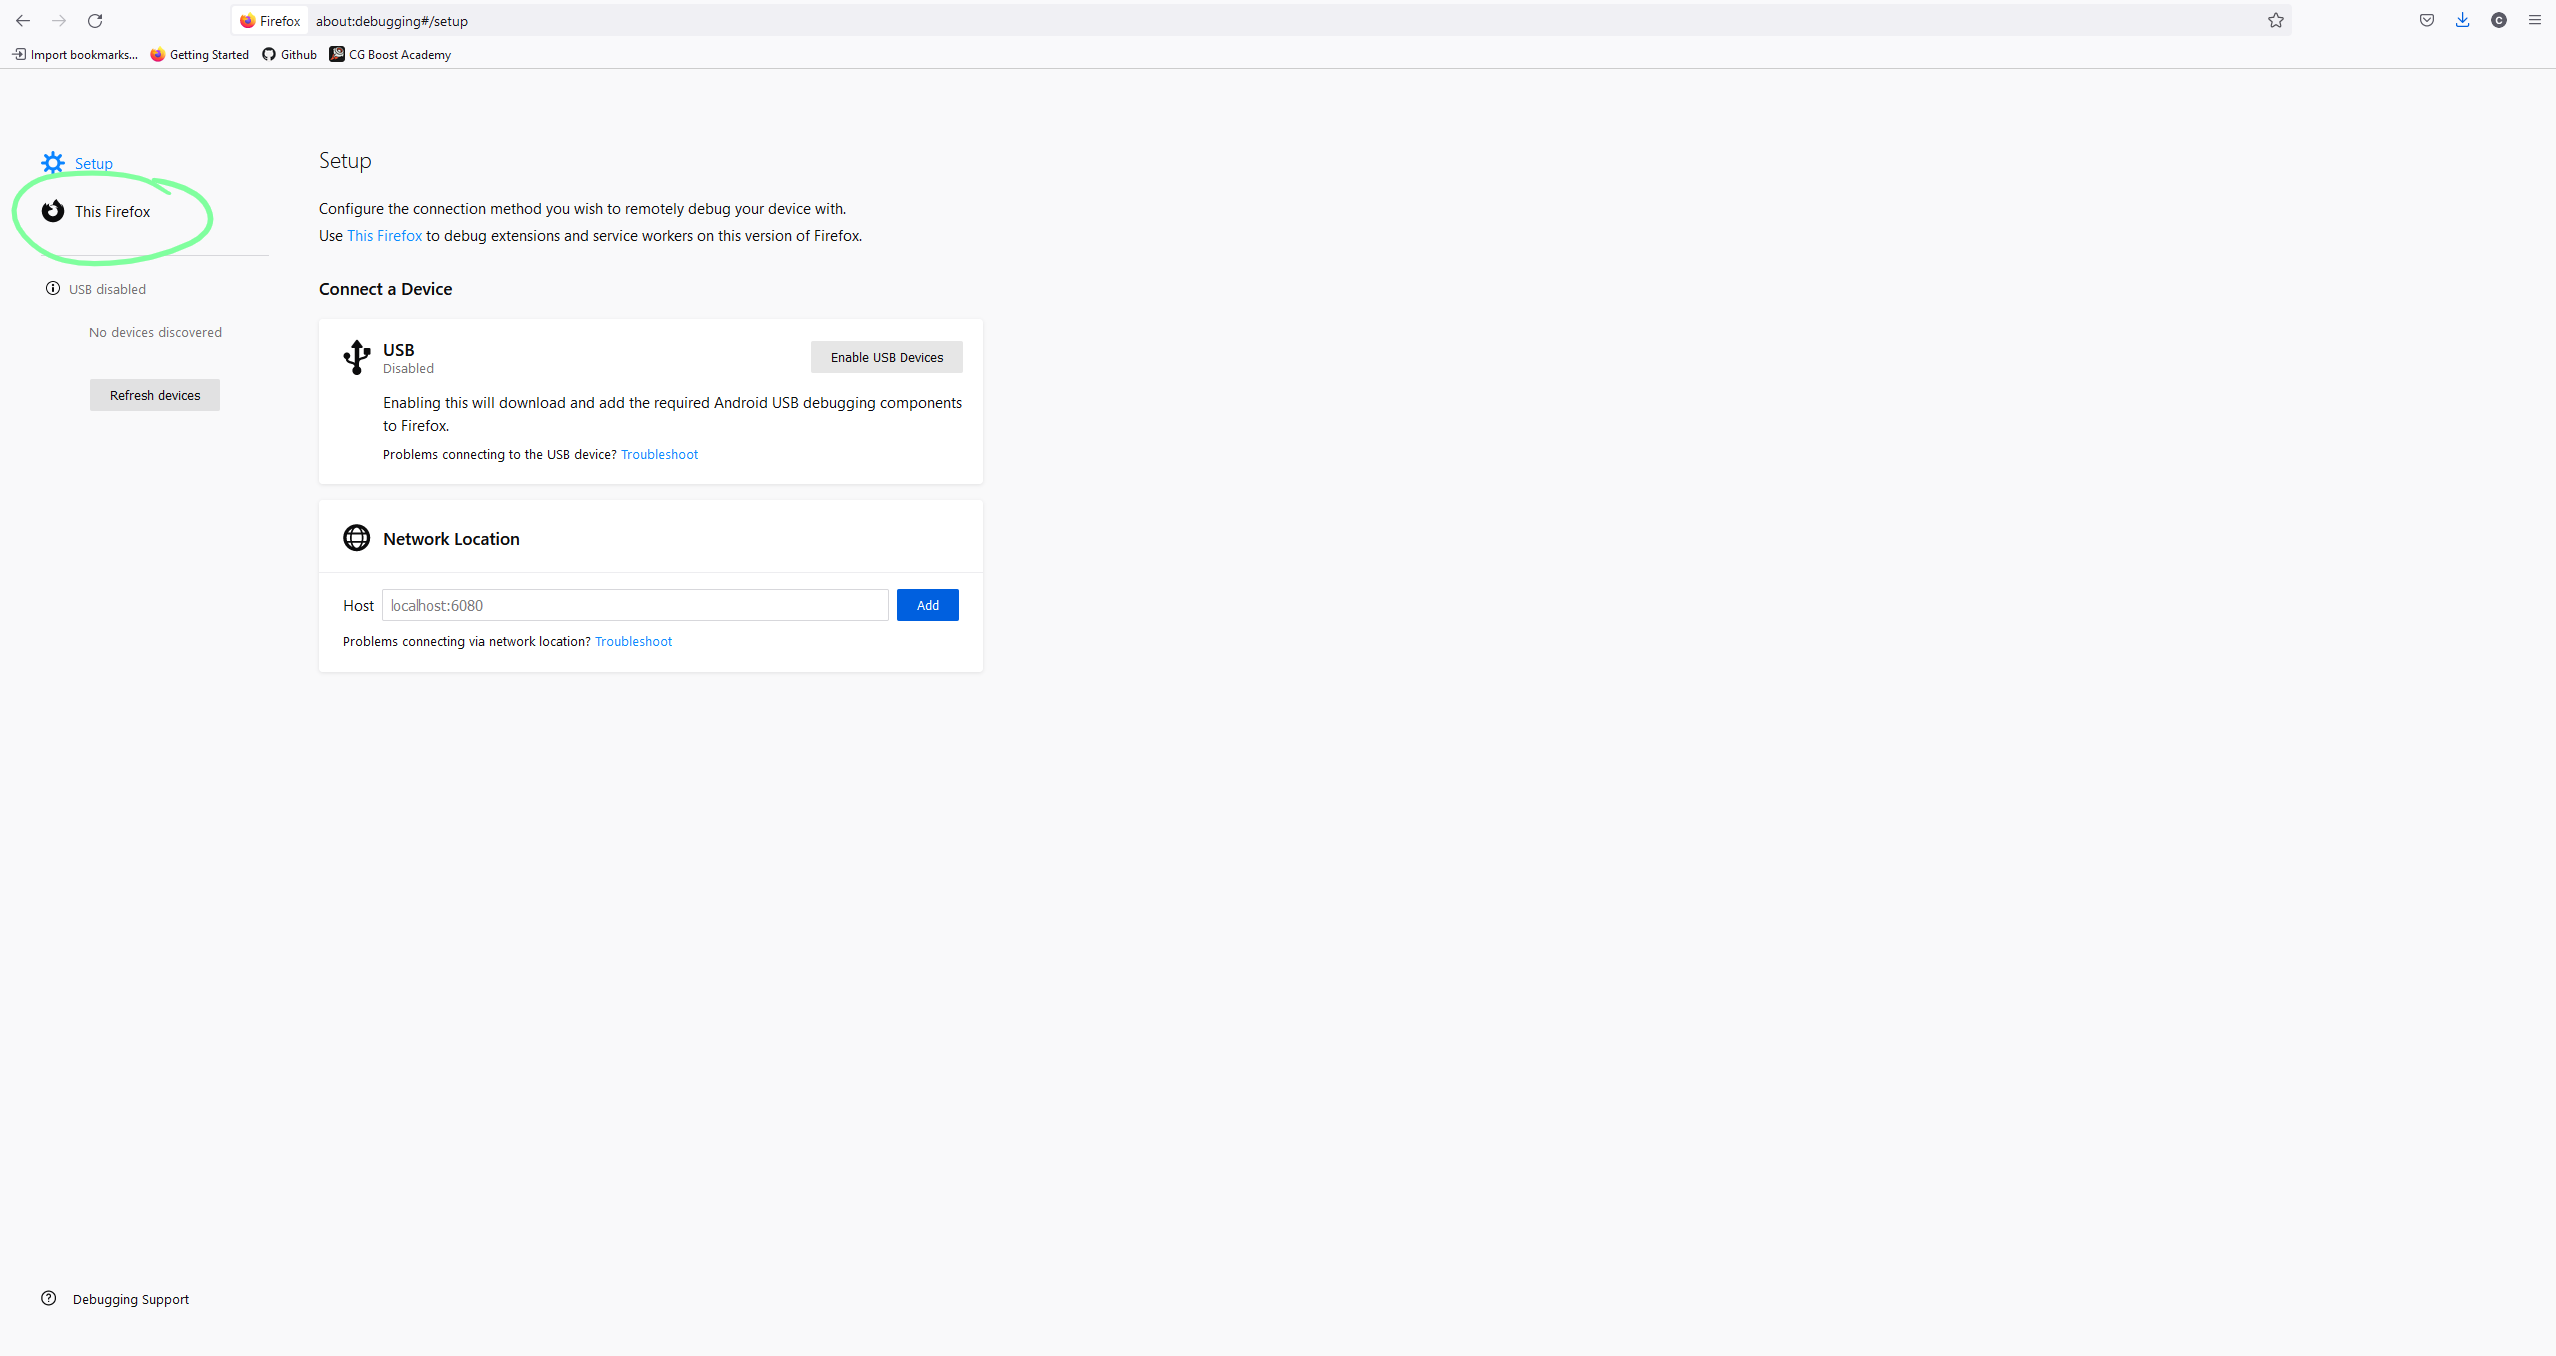 Firefox about:debugging#/setup
Import bookmarks... Getting Started Github CG Boost Academy
Setup
This Firefox
USB disabled
No devices discovered
Refresh devices
Setup
Configure the connection method you wish to remotely debug your device with.
Use This Firefox to debug extensions and service workers on this version of Firefox.
Connect a Device
USB
Disabled
Enable USB Devices
Enabling this will download and add the required Android USB debugging components
to Firefox.
Problems connecting to the USB device? Troubleshoot
Network Location
Host localhost:6080 Add
Problems connecting via network location? Troubleshoot
Debugging Support
C